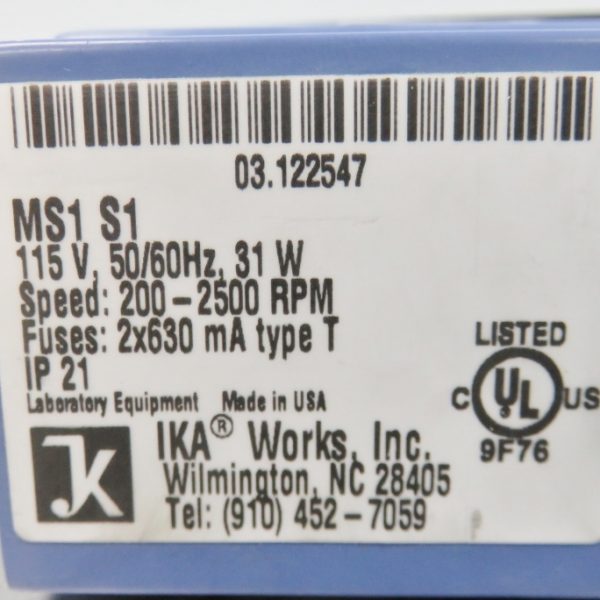 03.122547
MS1 S1
115 V, 50/60Hz, 31 W
Speed: 200-2500 RPM
Fuses: 2x630 mA type T
IP 21
Laboratory Equipment Made in USA
LISTED
C UL US
9F76
IKA® Works, Inc.
Wilmington, NC 28405
Tel: (910) 452-7059